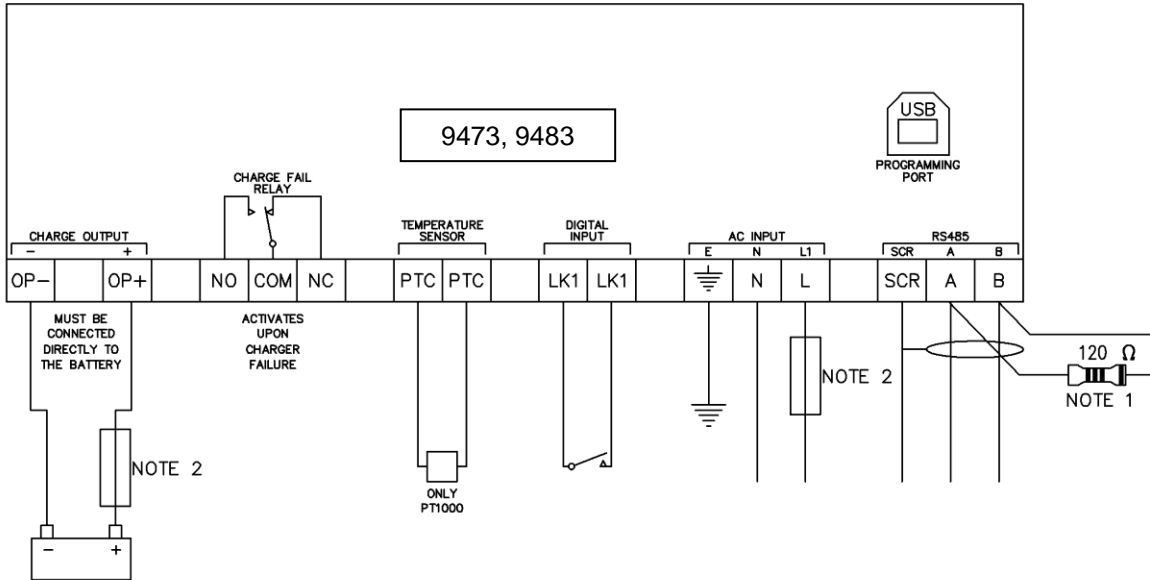 9473, 9483
USB
PROGRAMMING
PORT
CHARGE FAIL
RELAY
CHARGE OUTPUT
- +
TEMPERATURE
SENSOR
DIGITAL
INPUT
AC INPUT
E N L1
RS485
SCR A B
OP- OP+ NO COM NC PTC PTC LK1 LK1 N L SCR A B
MUST BE
CONNECTED
DIRECTLY TO
THE BATTERY
ACTIVATES
UPON
CHARGER
FAILURE
NOTE 2
120 Ω
NOTE 1
NOTE 2
ONLY
PT1000
- +